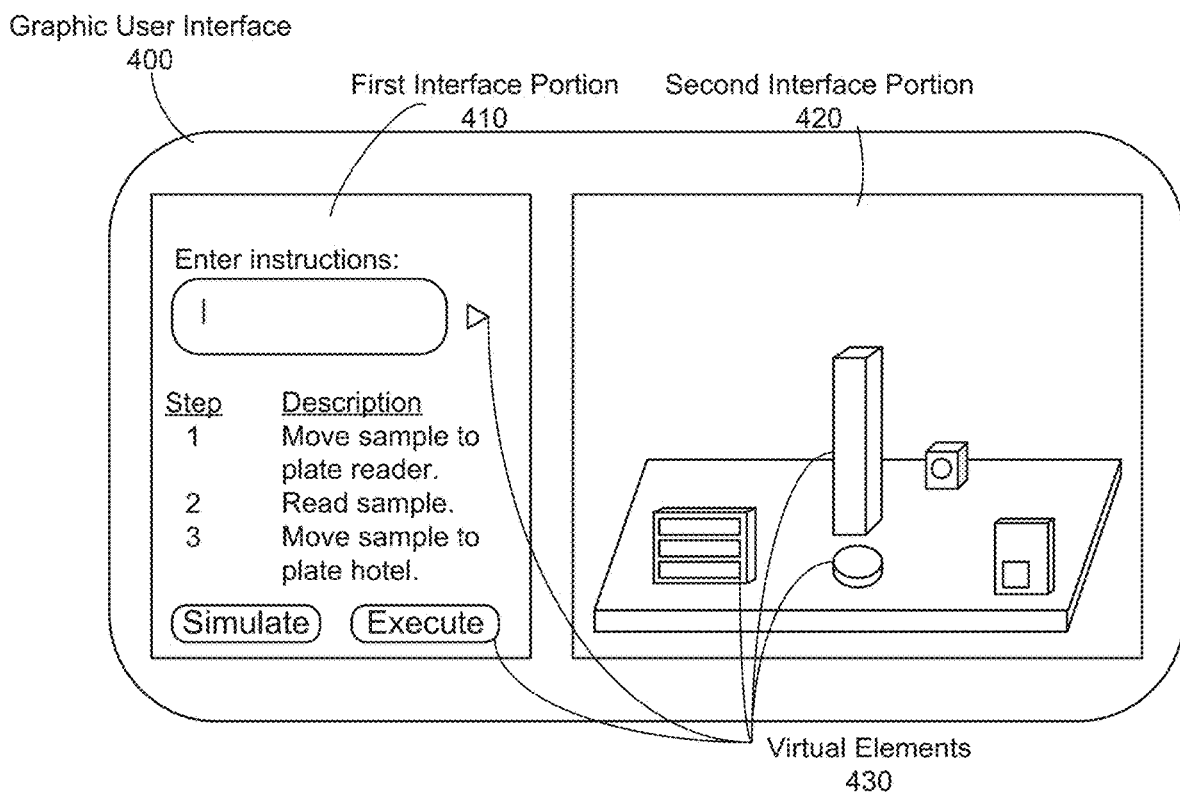 Graphic User Interface
400
First Interface Portion
410
Second Interface Portion
420
Enter instructions:
Step Description
1 Move sample to
plate reader.
2 Read sample.
3 Move sample to
plate hotel.
Simulate Execute
Virtual Elements
430